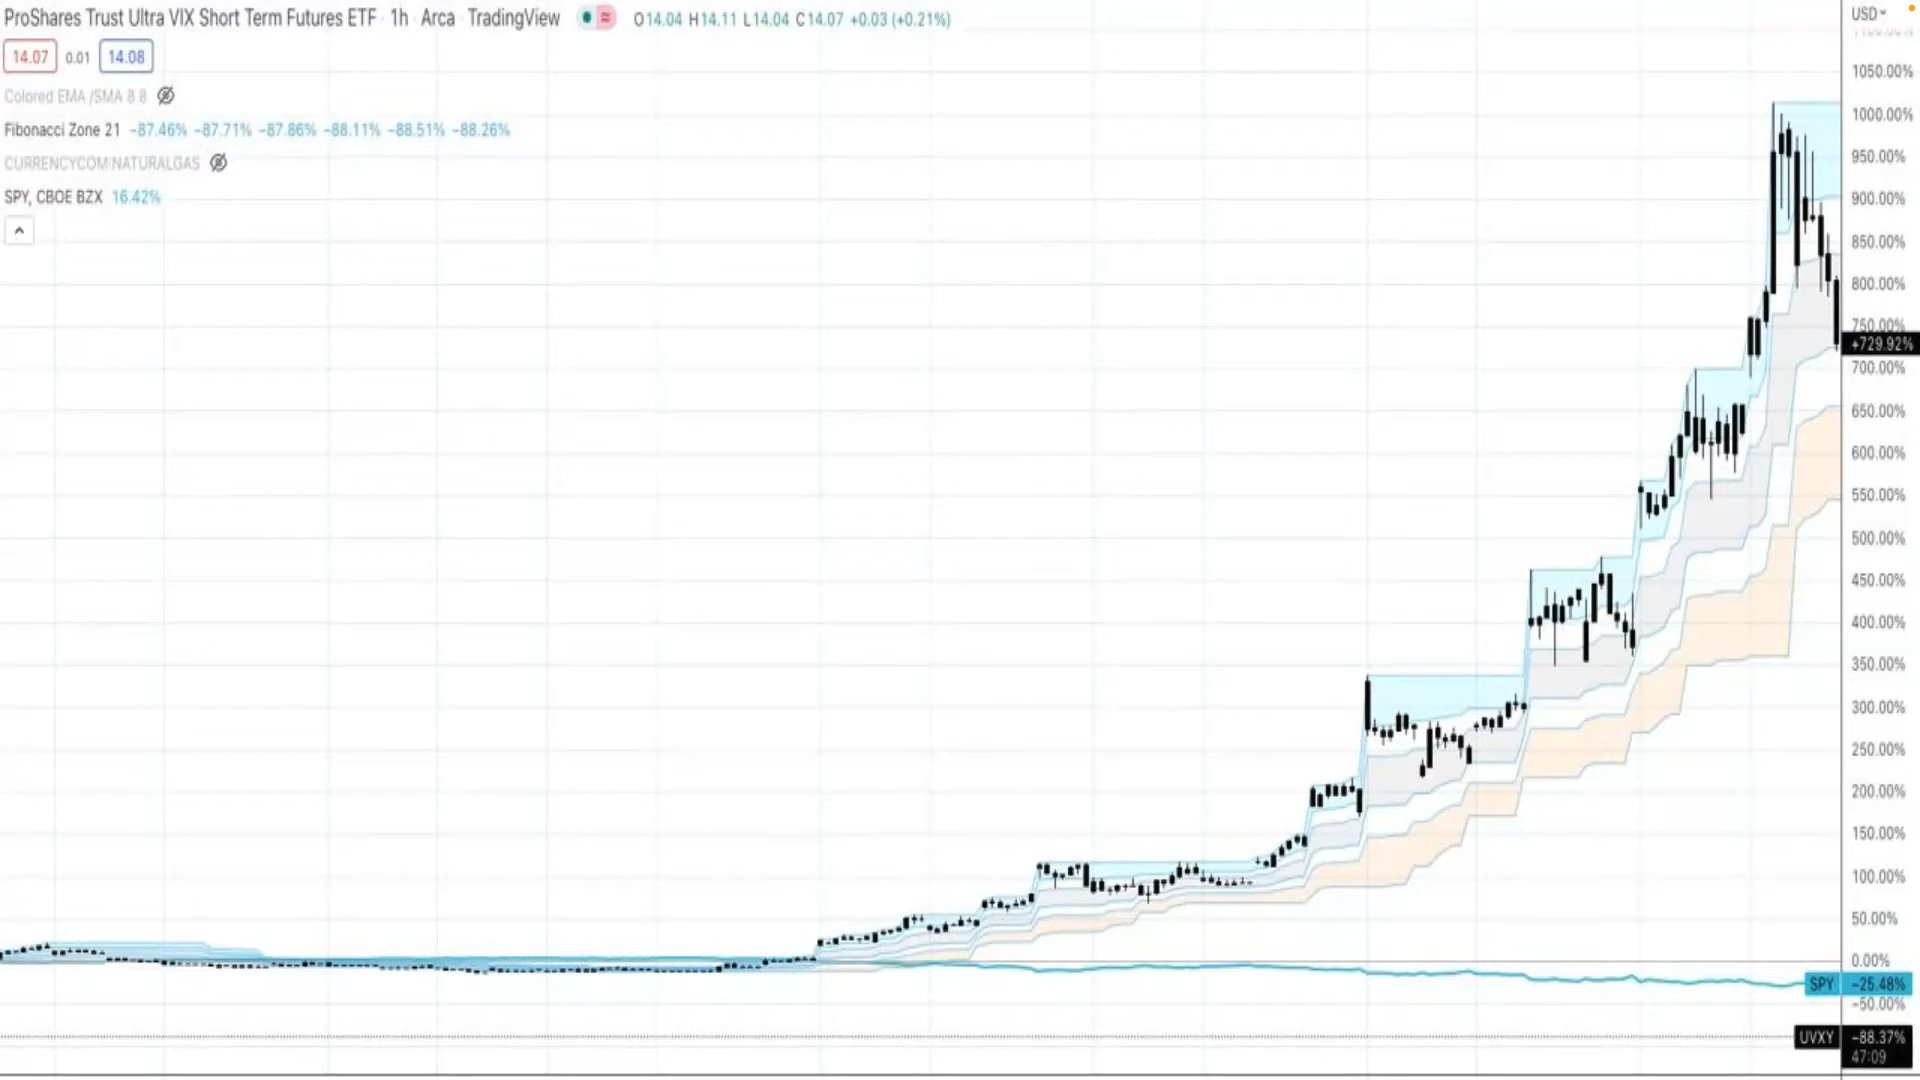 ProShares Trust Ultra VIX Short Term Futures ETF 1h Arca TradingView O14.04 H14.11 L14.04 C14.07 +0.03 (+0.21%)
USD
14.07 0.01 14.08
Colored EMA /SMA 8 8
Fibonacci Zone 21 −87.46% −87.71% −87.86% −88.11% −88.51% −88.26%
CURRENCYCOM:NATURALGAS
SPY, CBOE BZX 16.42%
1050.00%
1000.00%
950.00%
900.00%
850.00%
800.00%
750.00%
+729.92%
700.00%
650.00%
600.00%
550.00%
500.00%
450.00%
400.00%
350.00%
300.00%
250.00%
200.00%
150.00%
100.00%
50.00%
0.00%
SPY −25.48%
−50.00%
UVXY −88.37%
47:09